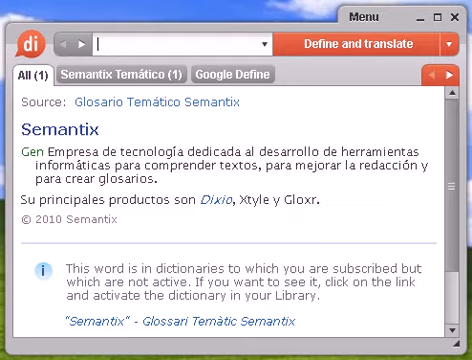 Menu
di
Define and translate
All (1) Semantix Temático (1) Google Define
Source: Glosario Temático Semantix
Semantix
Gen Empresa de tecnología dedicada al desarrollo de herramientas
informáticas para comprender textos, para mejorar la redacción y
para crear glosarios.
Su principales producto son Dixio, Xtyle y Gloxr.
© 2010 Semantix
i
This word is in dictionaries to which you are subscribed but
which are not active. If you want to see it, click on the link
and activate the dictionary in your Library.
"Semantix" - Glossari Temàtic Semantix